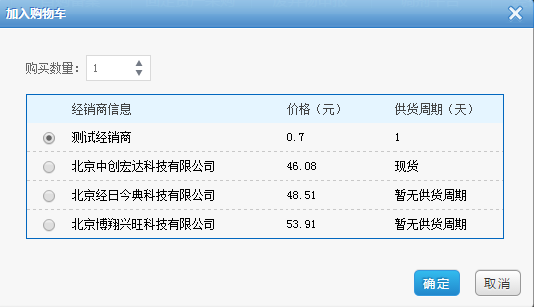 加入购物车
购买数量： 1
经销商信息 价格（元） 供货周期（天）
测试经销商 0.7 1
北京中创宏达科技有限公司 46.08 现货
北京经日今典科技有限公司 48.51 暂无供货周期
北京博翔兴旺科技有限公司 53.91 暂无供货周期
确定 取消